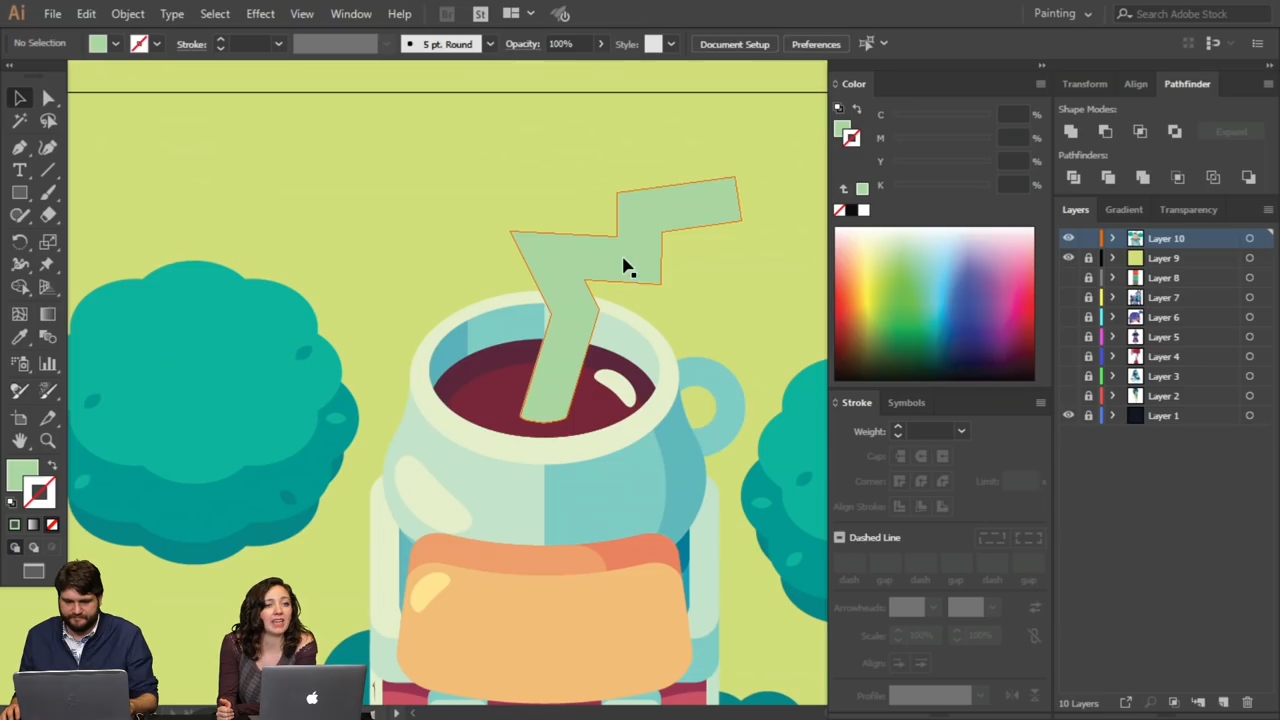 Ai File Edit Object Type Select Effect View Window Help Br St Painting Search Adobe Stock
No Selection Stroke: 5 pt. Round Opacity: 100% Style: Document Setup Preferences
Color
C %
M %
Y %
K %
Transform Align Pathfinder
Shape Modes:
Expand
Pathfinders:
Layers Gradient Transparency
Layer 10
Layer 9
Layer 8
Layer 7
Layer 6
Layer 5
Layer 4
Layer 3
Layer 2
Layer 1
Stroke Symbols
Weight:
Caps:
Corner: Limit: x
Align Stroke:
Dashed Line
dash gap dash gap dash gap
Arrowheads:
Scale: 100% 100%
Align:
Profile:
10 Layers